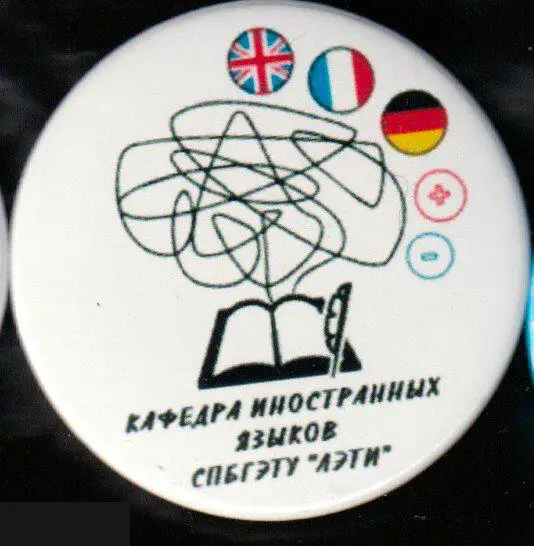 КАФЕДРА ИНОСТРАННЫХ
ЯЗЫКОВ
СПБГЭТУ "ЛЭТИ"